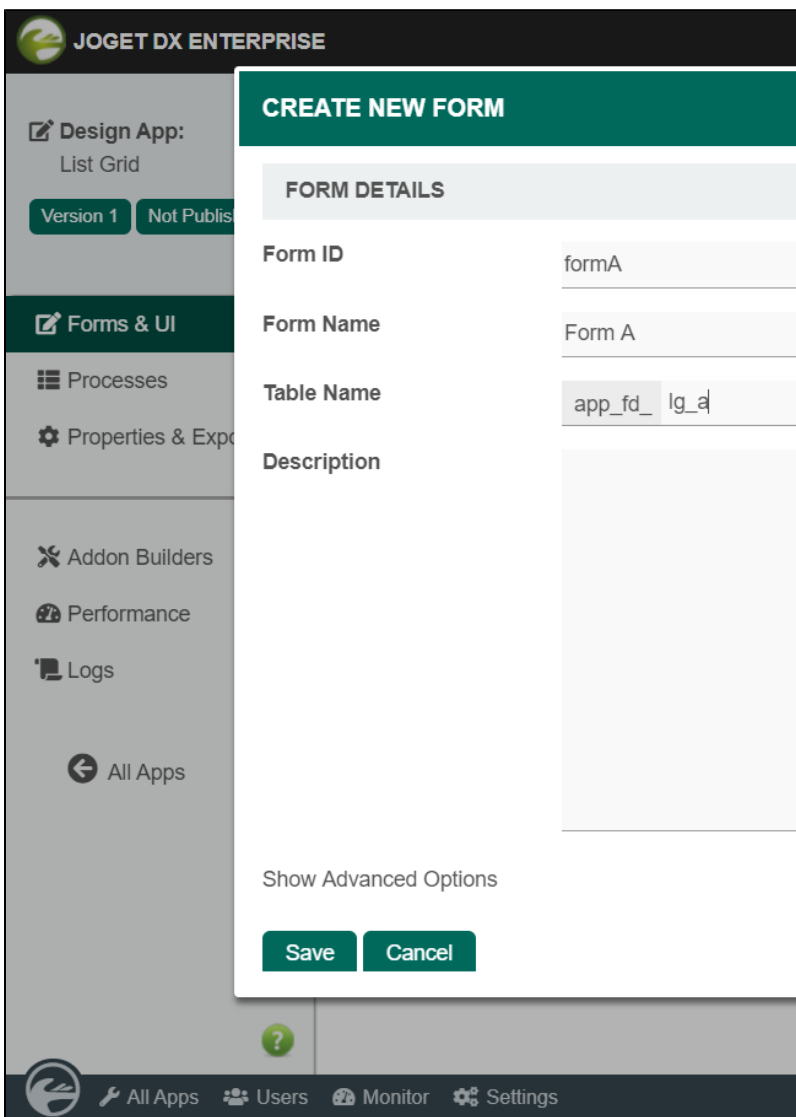 JOGET DX ENTERPRISE
CREATE NEW FORM
Design App:
List Grid
Version 1 Not Publis
FORM DETAILS
Form ID formA
Forms & UI
Form Name Form A
Processes
Table Name app_fd_ lg_a
Properties & Expo
Description
Addon Builders
Performance
Logs
All Apps
Show Advanced Options
Save Cancel
?
All Apps Users Monitor Settings